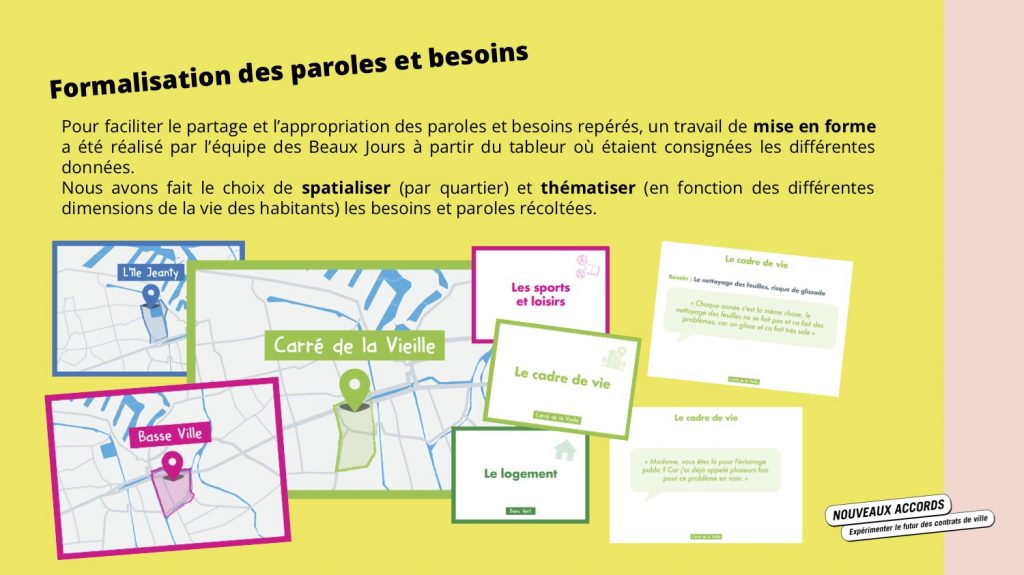 Formalisation des paroles et besoins
Pour faciliter le partage et l’appropriation des paroles et besoins repérés, un travail de mise en forme
a été réalisé par l’équipe des Beaux Jours à partir du tableur où étaient consignées les différentes
données.
Nous avons fait le choix de spatialiser (par quartier) et thématiser (en fonction des différentes
dimensions de la vie des habitants) les besoins et paroles récoltées.
L'Île Jeanty
Carré de la Vieille
Basse Ville
Les sports
et loisirs
Le cadre de vie
Carré de la Vieille
Le logement
Banc Vert
Le cadre de vie
Besoin : Le nettoyage des feuilles, risque de glissade
« Chaque année c'est la même chose, le
nettoyage des feuilles ne se fait pas et ca fait des
problèmes, car on glisse et ca fait très sale »
Carré de la Vieille
Le cadre de vie
« Madame, vous êtes là pour l'éclairage
public ? Car j'ai déjà appelé plusieurs fois
pour ce problème en vain. »
Carré de la Vieille
NOUVEAUX ACCORDS
Expérimenter le futur des contrats de ville